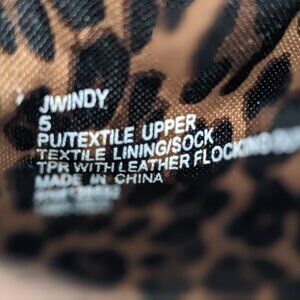 JWINDY
5
PU/TEXTILE UPPER
TEXTILE LINING/SOCK
TPR WITH LEATHER FLOCKING
MADE IN CHINA